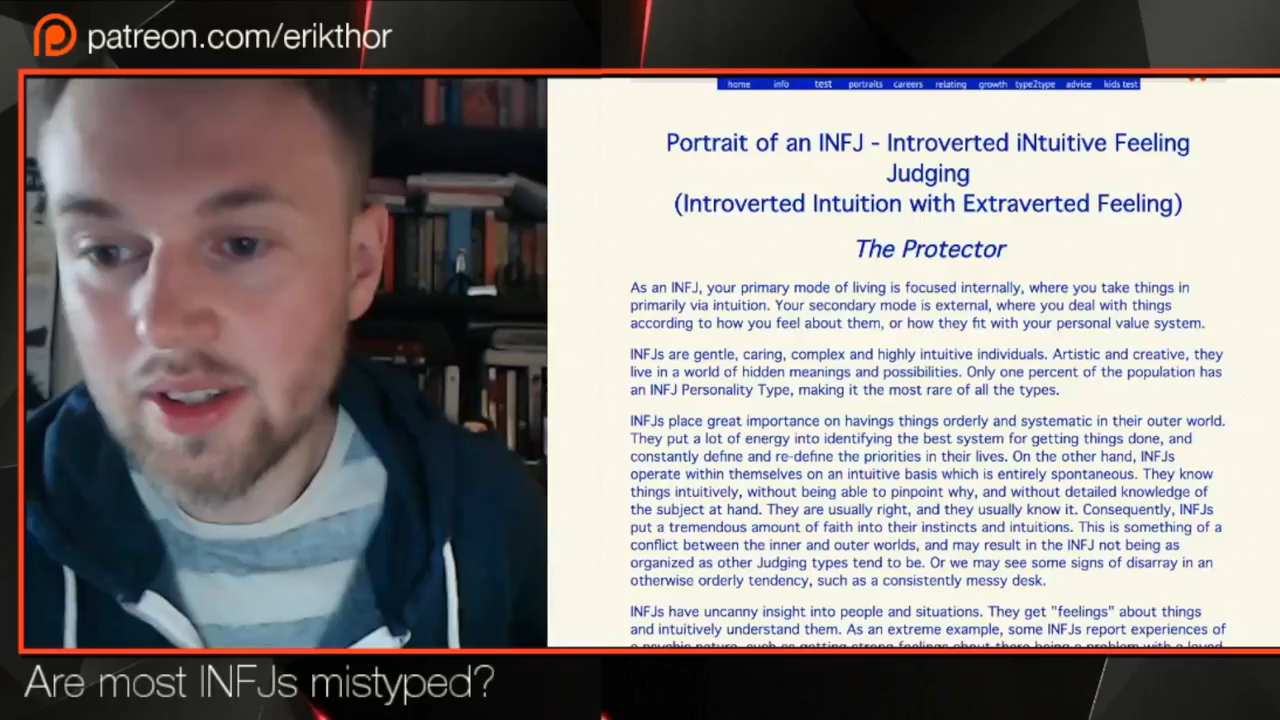 patreon.com/erikthor
home info test portraits careers relating growth type2type advice kids test
Portrait of an INFJ - Introverted iNtuitive Feeling
Judging
(Introverted Intuition with Extraverted Feeling)
The Protector
As an INFJ, your primary mode of living is focused internally, where you take things in
primarily via intuition. Your secondary mode is external, where you deal with things
according to how you feel about them, or how they fit with your personal value system.
INFJs are gentle, caring, complex and highly intuitive individuals. Artistic and creative, they
live in a world of hidden meanings and possibilities. Only one percent of the population has
an INFJ Personality Type, making it the most rare of all the types.
INFJs place great importance on havings things orderly and systematic in their outer world.
They put a lot of energy into identifying the best system for getting things done, and
constantly define and re-define the priorities in their lives. On the other hand, INFJs
operate within themselves on an intuitive basis which is entirely spontaneous. They know
things intuitively, without being able to pinpoint why, and without detailed knowledge of
the subject at hand. They are usually right, and they usually know it. Consequently, INFJs
put a tremendous amount of faith into their instincts and intuitions. This is something of a
conflict between the inner and outer worlds, and may result in the INFJ not being as
organized as other Judging types tend to be. Or we may see some signs of disarray in an
otherwise orderly tendency, such as a consistently messy desk.
INFJs have uncanny insight into people and situations. They get "feelings" about things
and intuitively understand them. As an extreme example, some INFJs report experiences of
a psychic nature, such as getting strong feelings about there being a problem with a loved
Are most INFJs mistyped?